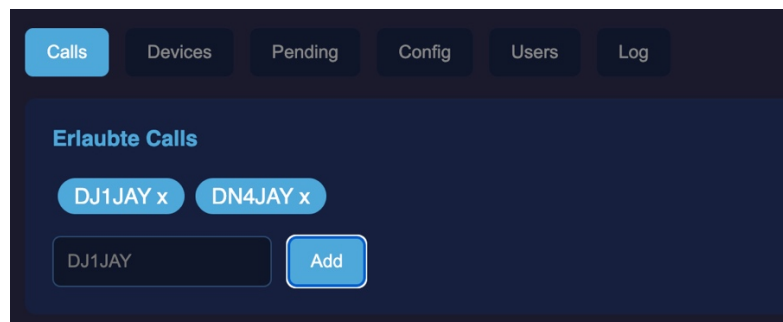 Calls Devices Pending Config Users Log
Erlaubte Calls
DJ1JAY x DN4JAY x
DJ1JAY Add